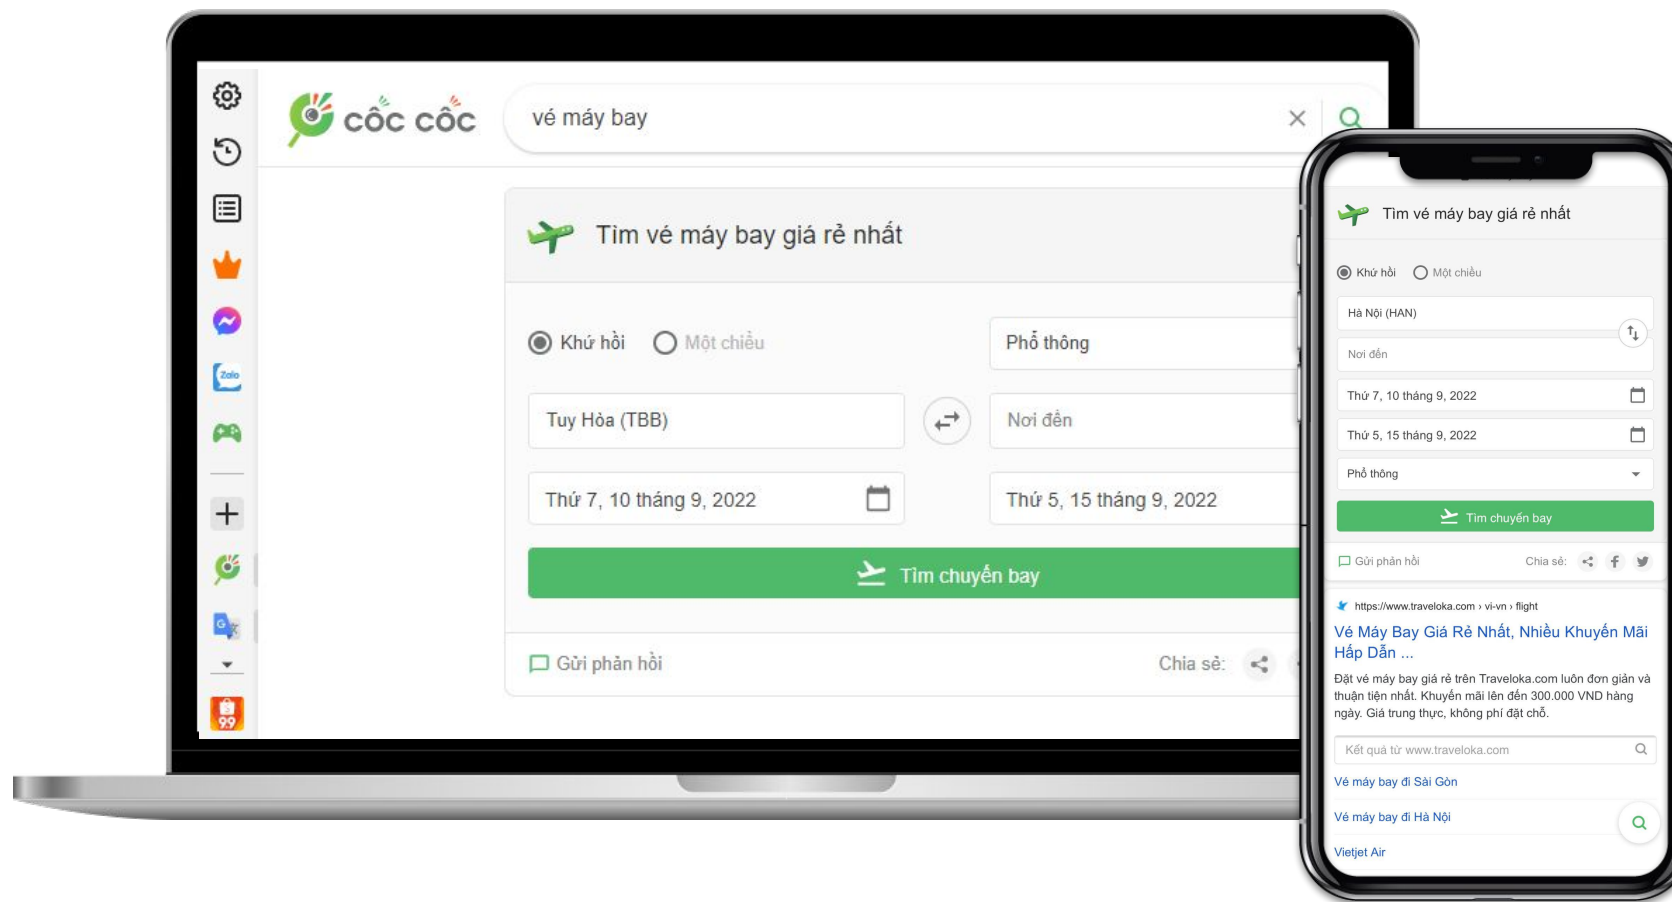 cốc cốc
vé máy bay
Tìm vé máy bay giá rẻ nhất
Khứ hồi
Một chiều
Phổ thông
Tuy Hòa (TBB)
Nơi đến
Thứ 7, 10 tháng 9, 2022
Thứ 5, 15 tháng 9, 2022
Tìm chuyến bay
Gửi phản hồi
Chia sẻ:
Zalo
G
99
Tìm vé máy bay giá rẻ nhất
Khứ hồi
Một chiều
Hà Nội (HAN)
Nơi đến
Thứ 7, 10 tháng 9, 2022
Thứ 5, 15 tháng 9, 2022
Phổ thông
Tìm chuyến bay
Gửi phản hồi
Chia sẻ:
https://www.traveloka.com › vi-vn › flight
Vé Máy Bay Giá Rẻ Nhất, Nhiều Khuyến Mãi
Hấp Dẫn ...
Đặt vé máy bay giá rẻ trên Traveloka.com luôn đơn giản và
thuận tiện nhất. Khuyến mãi lên đến 300.000 VND hàng
ngày. Giá trung thực, không phí đặt chỗ.
Kết quả từ www.traveloka.com
Vé máy bay đi Sài Gòn
Vé máy bay đi Hà Nội
Vietjet Air